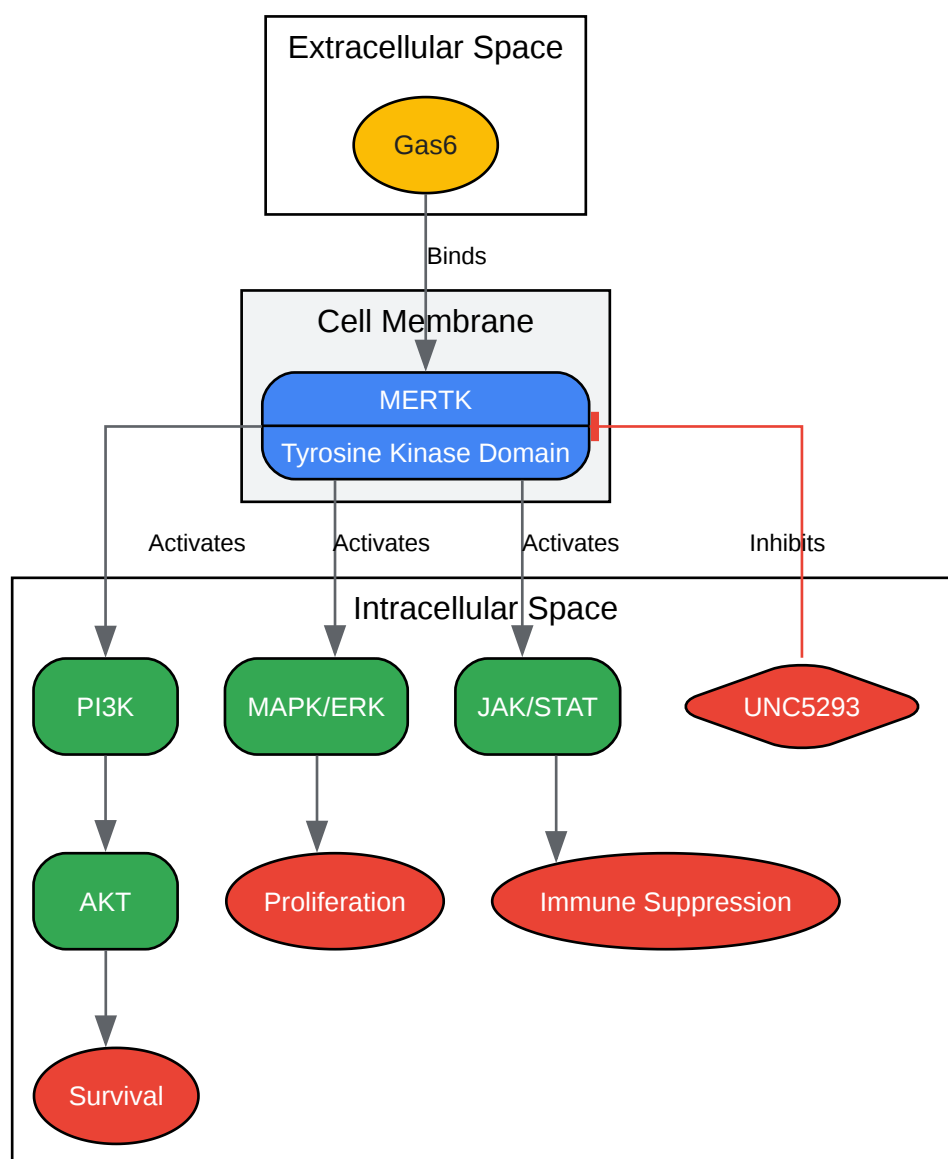 Extracellular Space
Gas6
Binds
Cell Membrane
MERTK
Tyrosine Kinase Domain
Activates
Activates
Activates
Inhibits
Intracellular Space
PI3K
MAPK/ERK
JAK/STAT
UNC5293
AKT
Proliferation
Immune Suppression
Survival